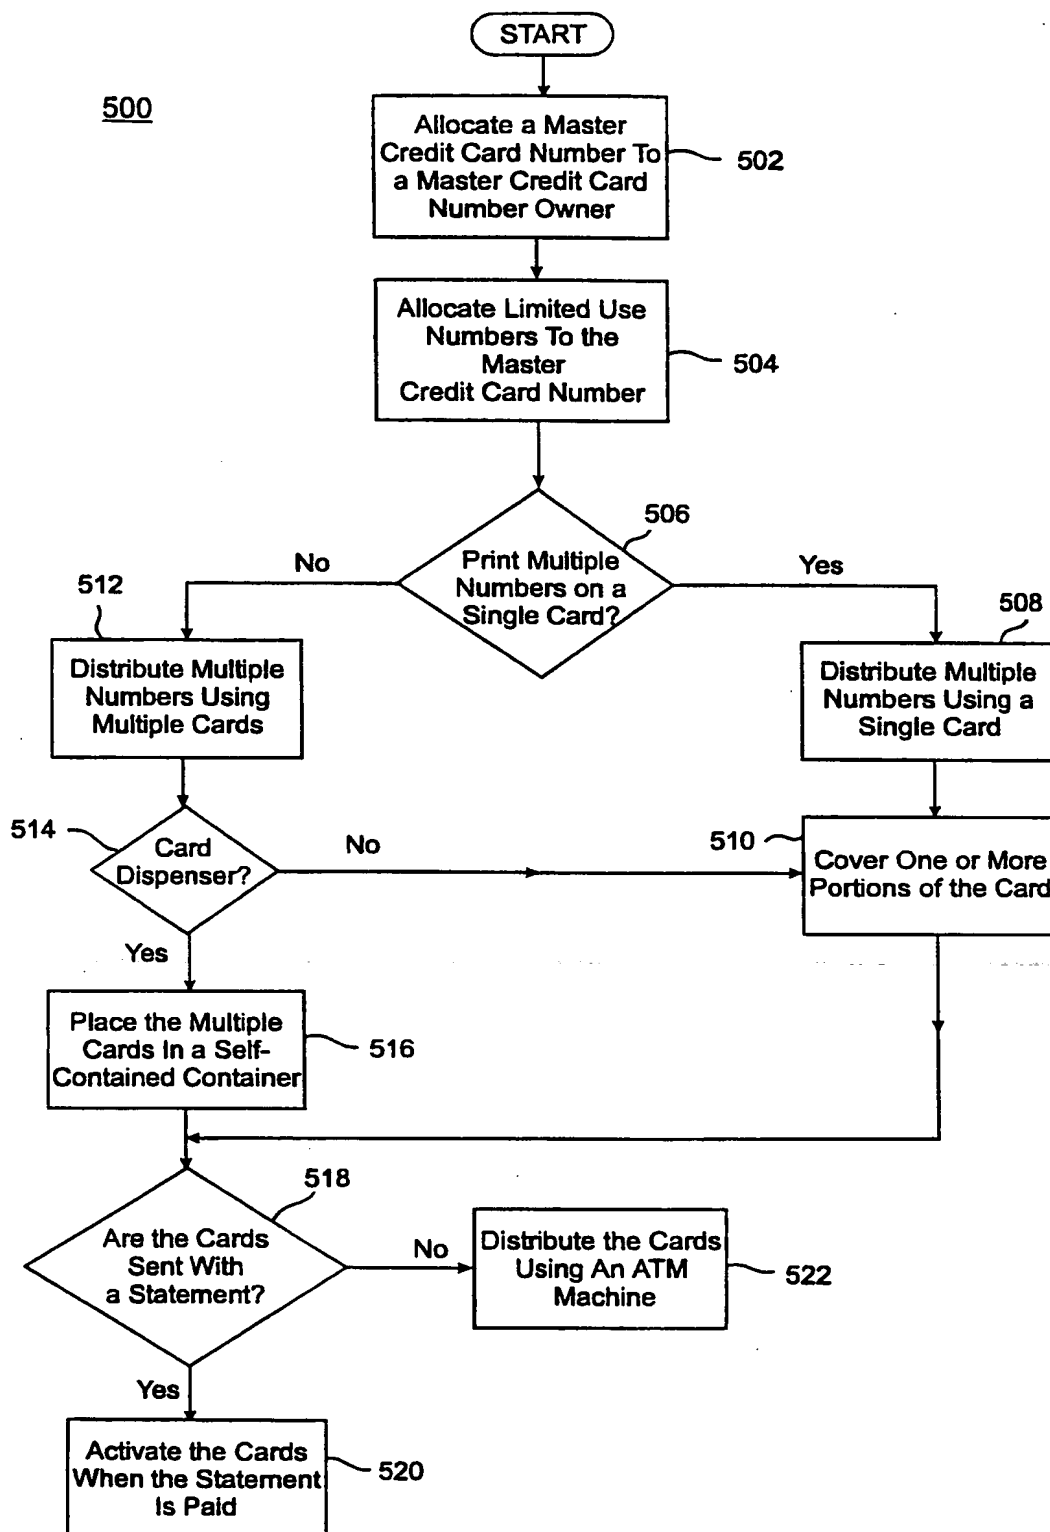 START
500
Allocate a Master
Credit Card Number To
a Master Credit Card
Number Owner
502
Allocate Limited Use
Numbers To the
Master
Credit Card Number
504
506
Print Multiple
Numbers on a
Single Card?
No
Yes
512
508
Distribute Multiple
Numbers Using
Multiple Cards
Distribute Multiple
Numbers Using a
Single Card
514
Card
Dispenser?
No
510
Cover One or More
Portions of the Card
Yes
Place the Multiple
Cards In a Self-
Contained Container
516
518
Are the Cards
Sent With
a Statement?
No
Distribute the Cards
Using An ATM
Machine
522
Yes
Activate the Cards
When the Statement
Is Paid
520